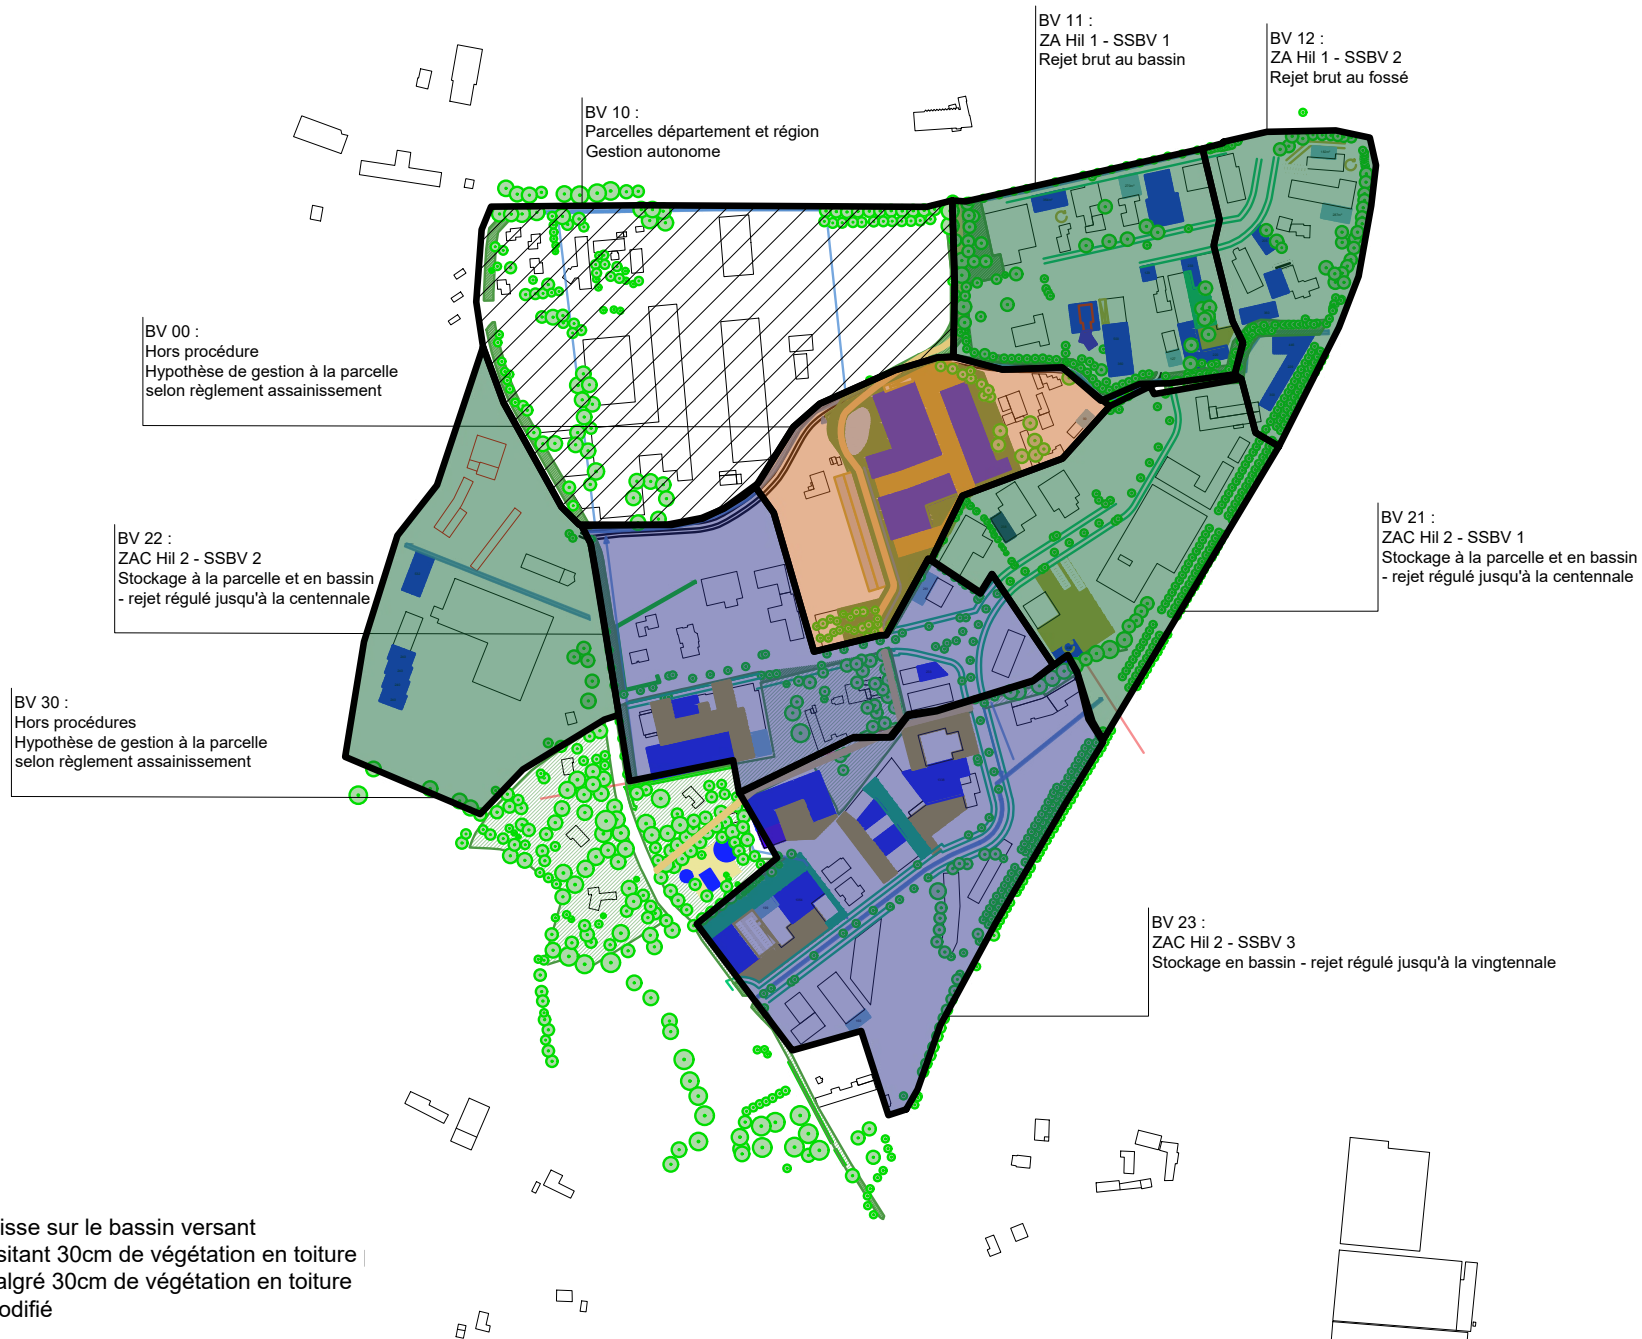 BV 11 :
ZA Hil 1 - SSBV 1
Rejet brut au bassin
BV 12 :
ZA Hil 1 - SSBV 2
Rejet brut au fossé
BV 10 :
Parcelles département et région
Gestion autonome
BV 00 :
Hors procédure
Hypothèse de gestion à la parcelle
selon règlement assainissement
BV 22 :
ZAC Hil 2 - SSBV 2
Stockage à la parcelle et en bassin
- rejet régulé jusqu'à la centennale
BV 21 :
ZAC Hil 2 - SSBV 1
Stockage à la parcelle et en bassin
- rejet régulé jusqu'à la centennale
BV 30 :
Hors procédures
Hypothèse de gestion à la parcelle
selon règlement assainissement
BV 23 :
ZAC Hil 2 - SSBV 3
Stockage en bassin - rejet régulé jusqu'à la vingtennale
isse sur le bassin versant
sitant 30cm de végétation en toiture
algré 30cm de végétation en toiture
odifié